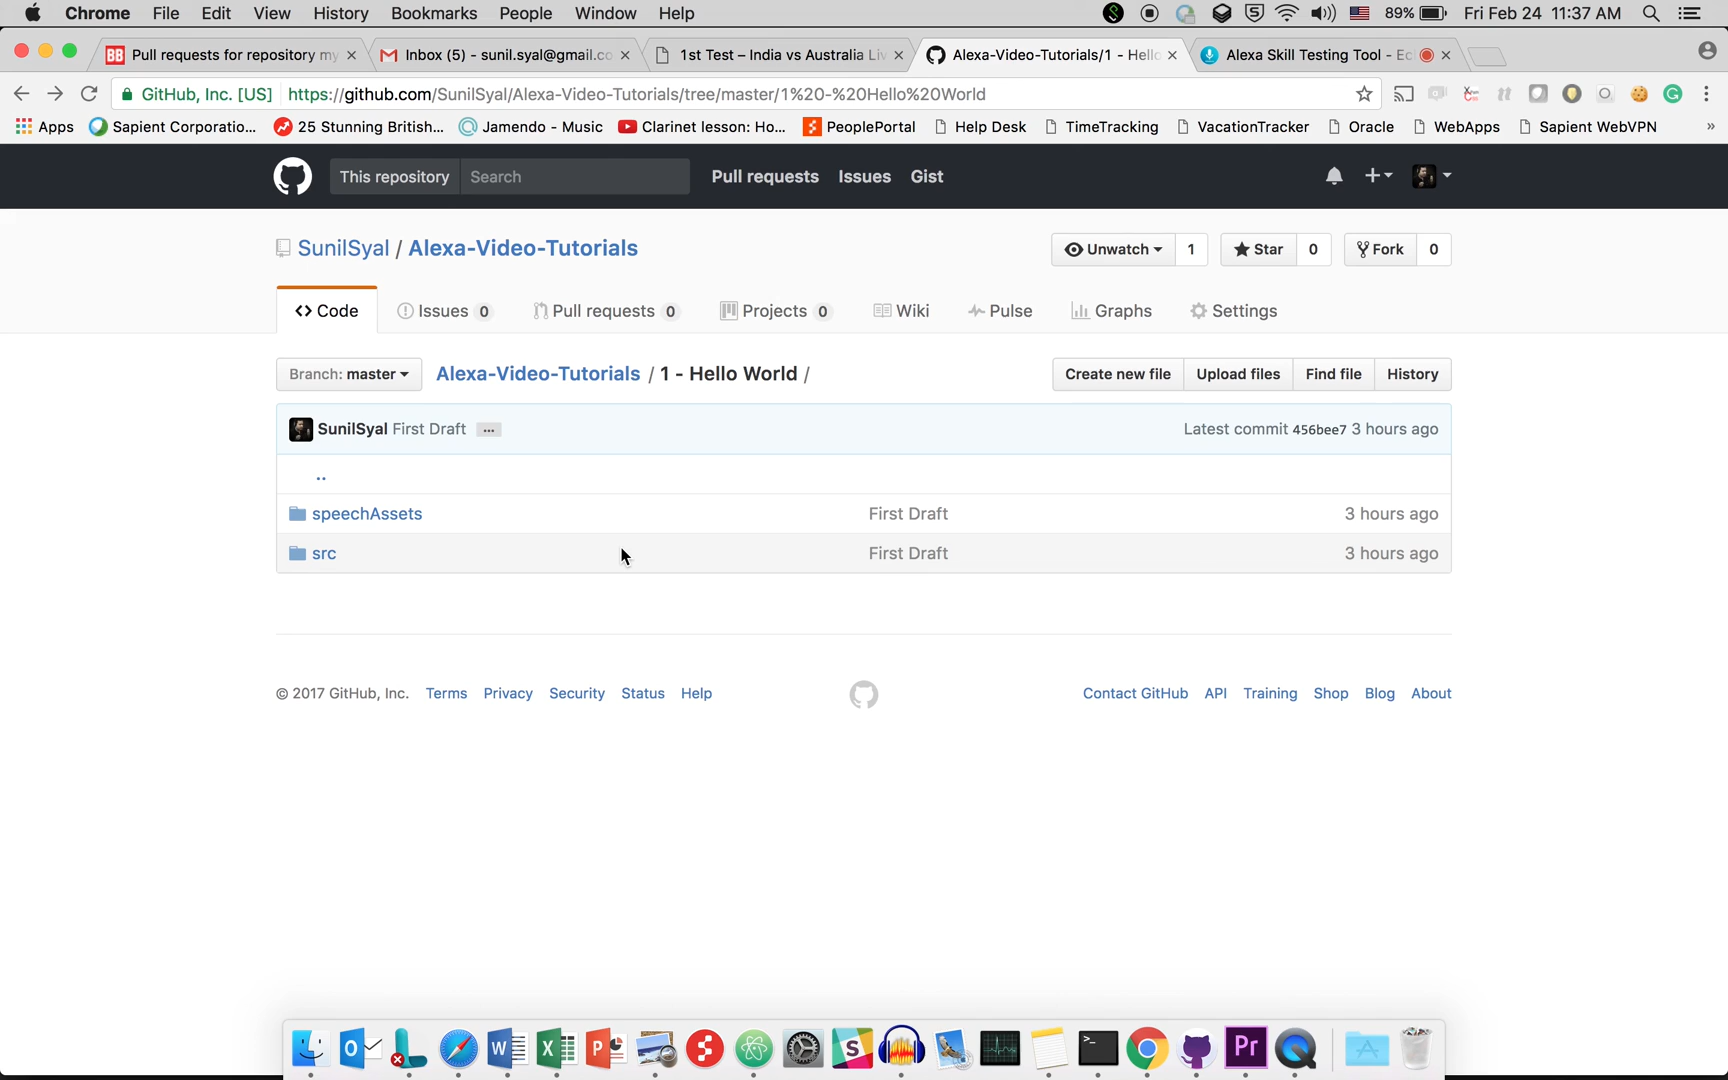 Chrome File Edit View History Bookmarks People Window Help 89% Fri Feb 24 11:37 AM
BB Pull requests for repository my Inbox (5) - sunil.syal@gmail.co 1st Test – India vs Australia Liv Alexa-Video-Tutorials/1 - Hello Alexa Skill Testing Tool - Ec
GitHub, Inc. [US] https://github.com/SunilSyal/Alexa-Video-Tutorials/tree/master/1%20-%20Hello%20World
Apps Sapient Corporatio... 25 Stunning British... Jamendo - Music Clarinet lesson: Ho... PeoplePortal Help Desk TimeTracking VacationTracker Oracle WebApps Sapient WebVPN »
This repository Search Pull requests Issues Gist
SunilSyal / Alexa-Video-Tutorials Unwatch 1 Star 0 Fork 0
Code Issues 0 Pull requests 0 Projects 0 Wiki Pulse Graphs Settings
Branch: master Alexa-Video-Tutorials / 1 - Hello World / Create new file Upload files Find file History
SunilSyal First Draft ... Latest commit 456bee7 3 hours ago
..
speechAssets First Draft 3 hours ago
src First Draft 3 hours ago
© 2017 GitHub, Inc. Terms Privacy Security Status Help Contact GitHub API Training Shop Blog About
Pr